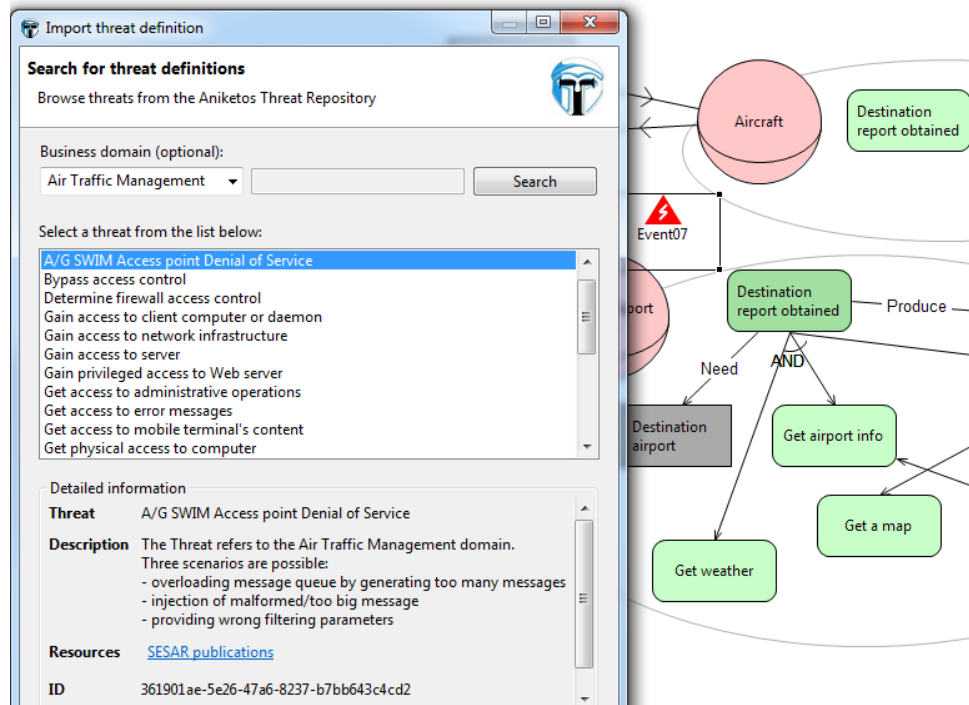 Import threat definition
Search for threat definitions
Browse threats from the Aniketos Threat Repository
Business domain (optional):
Air Traffic Management
Search
Select a threat from the list below:
A/G SWIM Access point Denial of Service
Bypass access control
Determine firewall access control
Gain access to client computer or daemon
Gain access to network infrastructure
Gain access to server
Gain privileged access to Web server
Get access to administrative operations
Get access to error messages
Get access to mobile terminal's content
Get physical access to computer
Detailed information
Threat A/G SWIM Access point Denial of Service
Description The Threat refers to the Air Traffic Management domain.
Three scenarios are possible:
- overloading message queue by generating too many messages
- injection of malformed/too big message
- providing wrong filtering parameters
Resources SESAR publications
ID 361901ae-5e26-47a6-8237-b7bb643c4cd2
Aircraft
Destination
report obtained
Event07
port
Destination
report obtained
Produce
Need
AND
Destination
airport
Get airport info
Get a map
Get weather